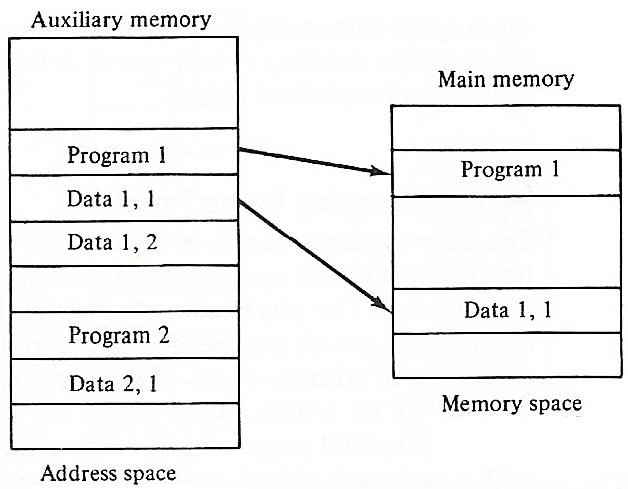 Auxiliary memory
Program 1
Data 1, 1
Data 1, 2
Program 2
Data 2, 1
Address space
Main memory
Program 1
Data 1, 1
Memory space